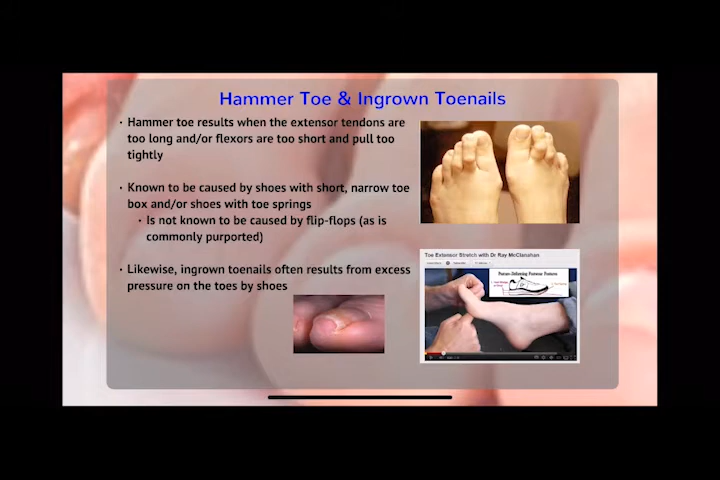 Hammer Toe & Ingrown Toenails
• Hammer toe results when the extensor tendons are
too long and/or flexors are too short and pull too
tightly
• Known to be caused by shoes with short, narrow toe
box and/or shoes with toe springs
• Is not known to be caused by flip-flops (as is
commonly purported)
• Likewise, ingrown toenails often results from excess
pressure on the toes by shoes
Toe Extensor Stretch with Dr Ray McClanahan